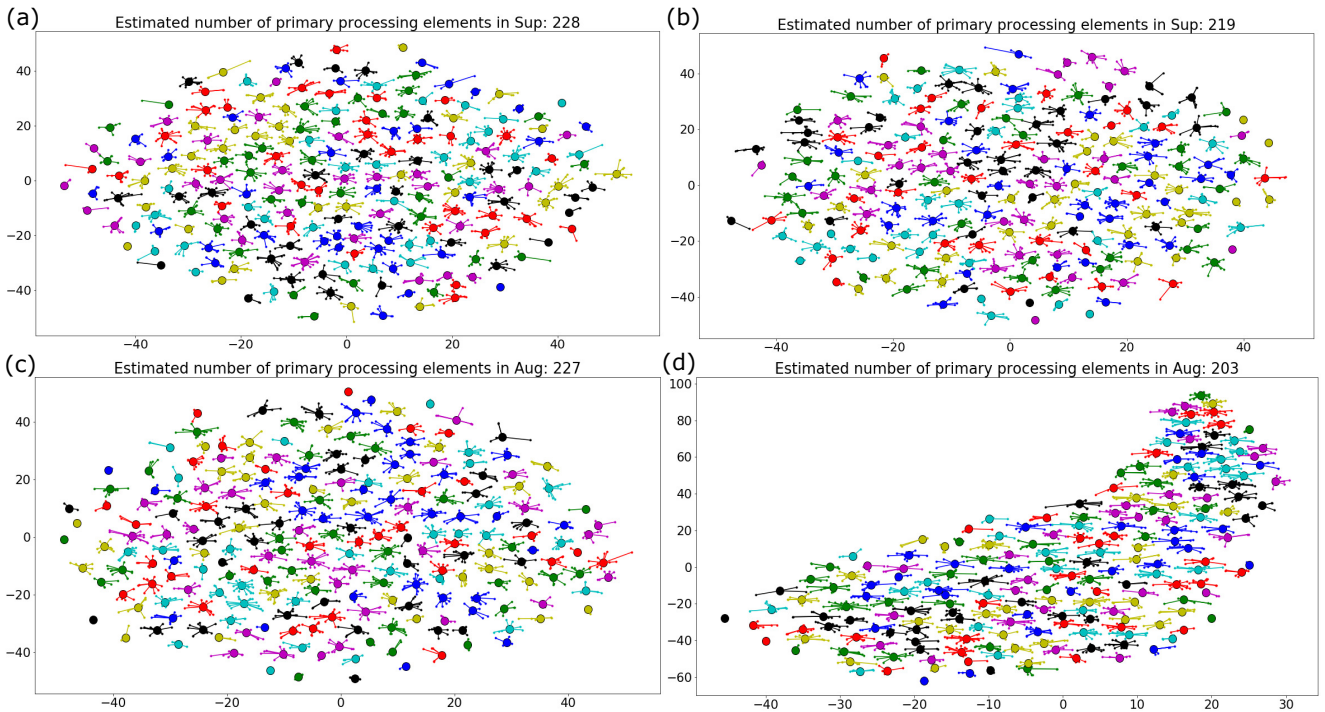 (a)
Estimated number of primary processing elements in Sup: 228
40
20
0
−20
−40
−40 −20 0 20 40
(b)
Estimated number of primary processing elements in Sup: 219
40
20
0
−20
−40
−40 −20 0 20 40
(c)
Estimated number of primary processing elements in Aug: 227
40
20
0
−20
−40
−40 −20 0 20 40
(d)
Estimated number of primary processing elements in Aug: 203
100
80
60
40
20
0
−20
−40
−60
−40 −30 −20 −10 0 10 20 30